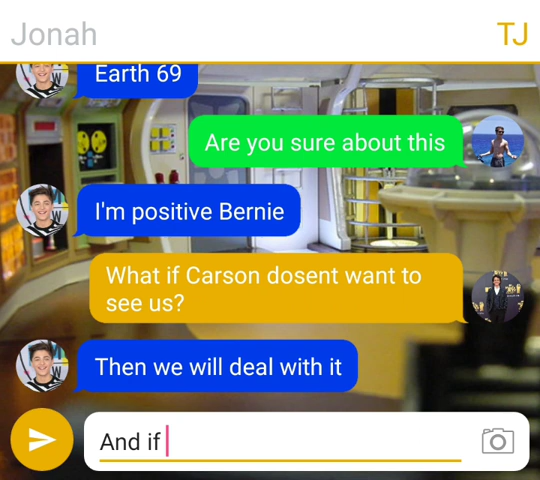 Jonah
TJ
Earth 69
Are you sure about this
I'm positive Bernie
What if Carson dosent want to
see us?
Then we will deal with it
And if